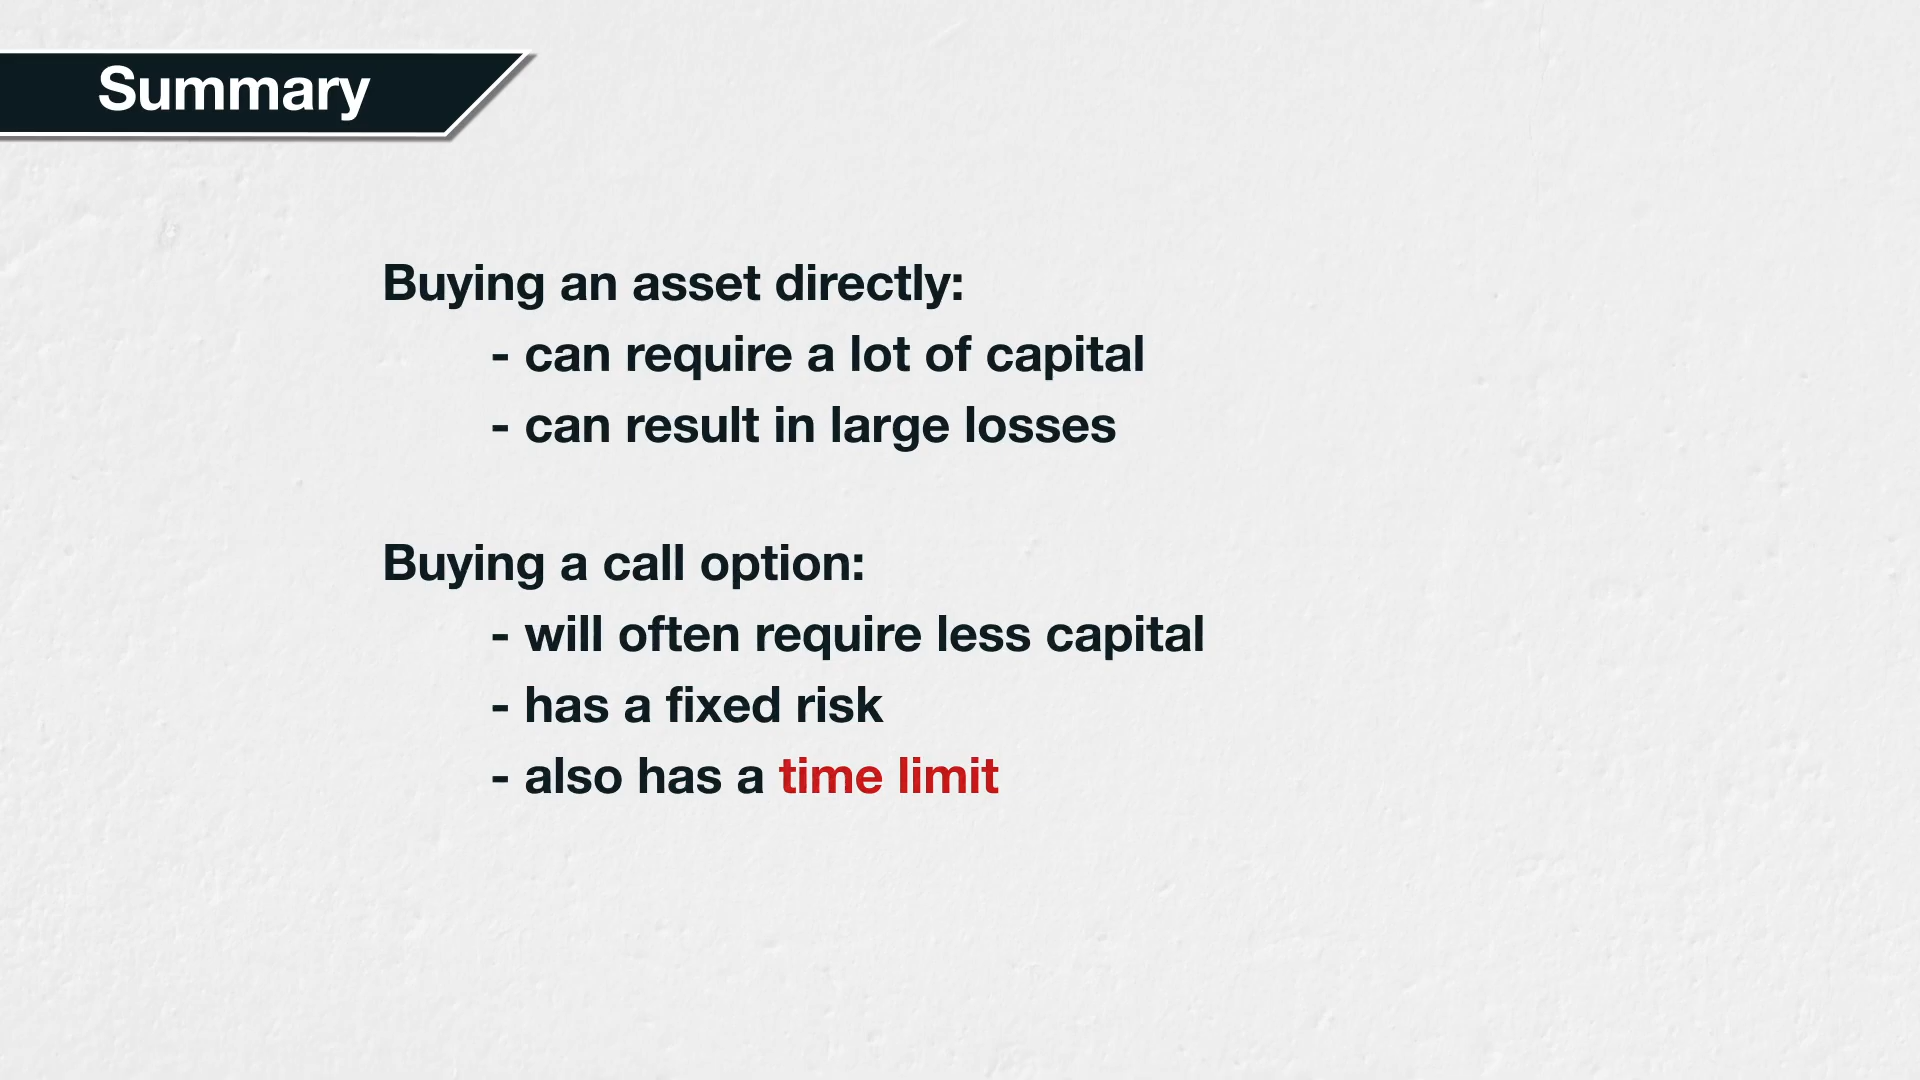 Summary
Buying an asset directly:
- can require a lot of capital
- can result in large losses
Buying a call option:
- will often require less capital
- has a fixed risk
- also has a time limit